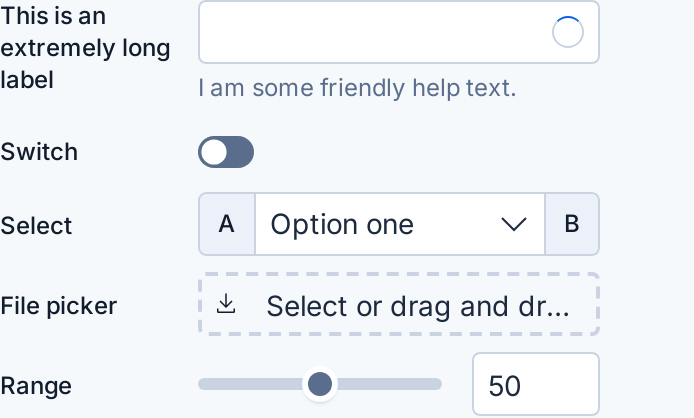 This is an
extremely long
label
I am some friendly help text.
Switch
Select
A
Option one
B
File picker
Select or drag and dr...
Range
50